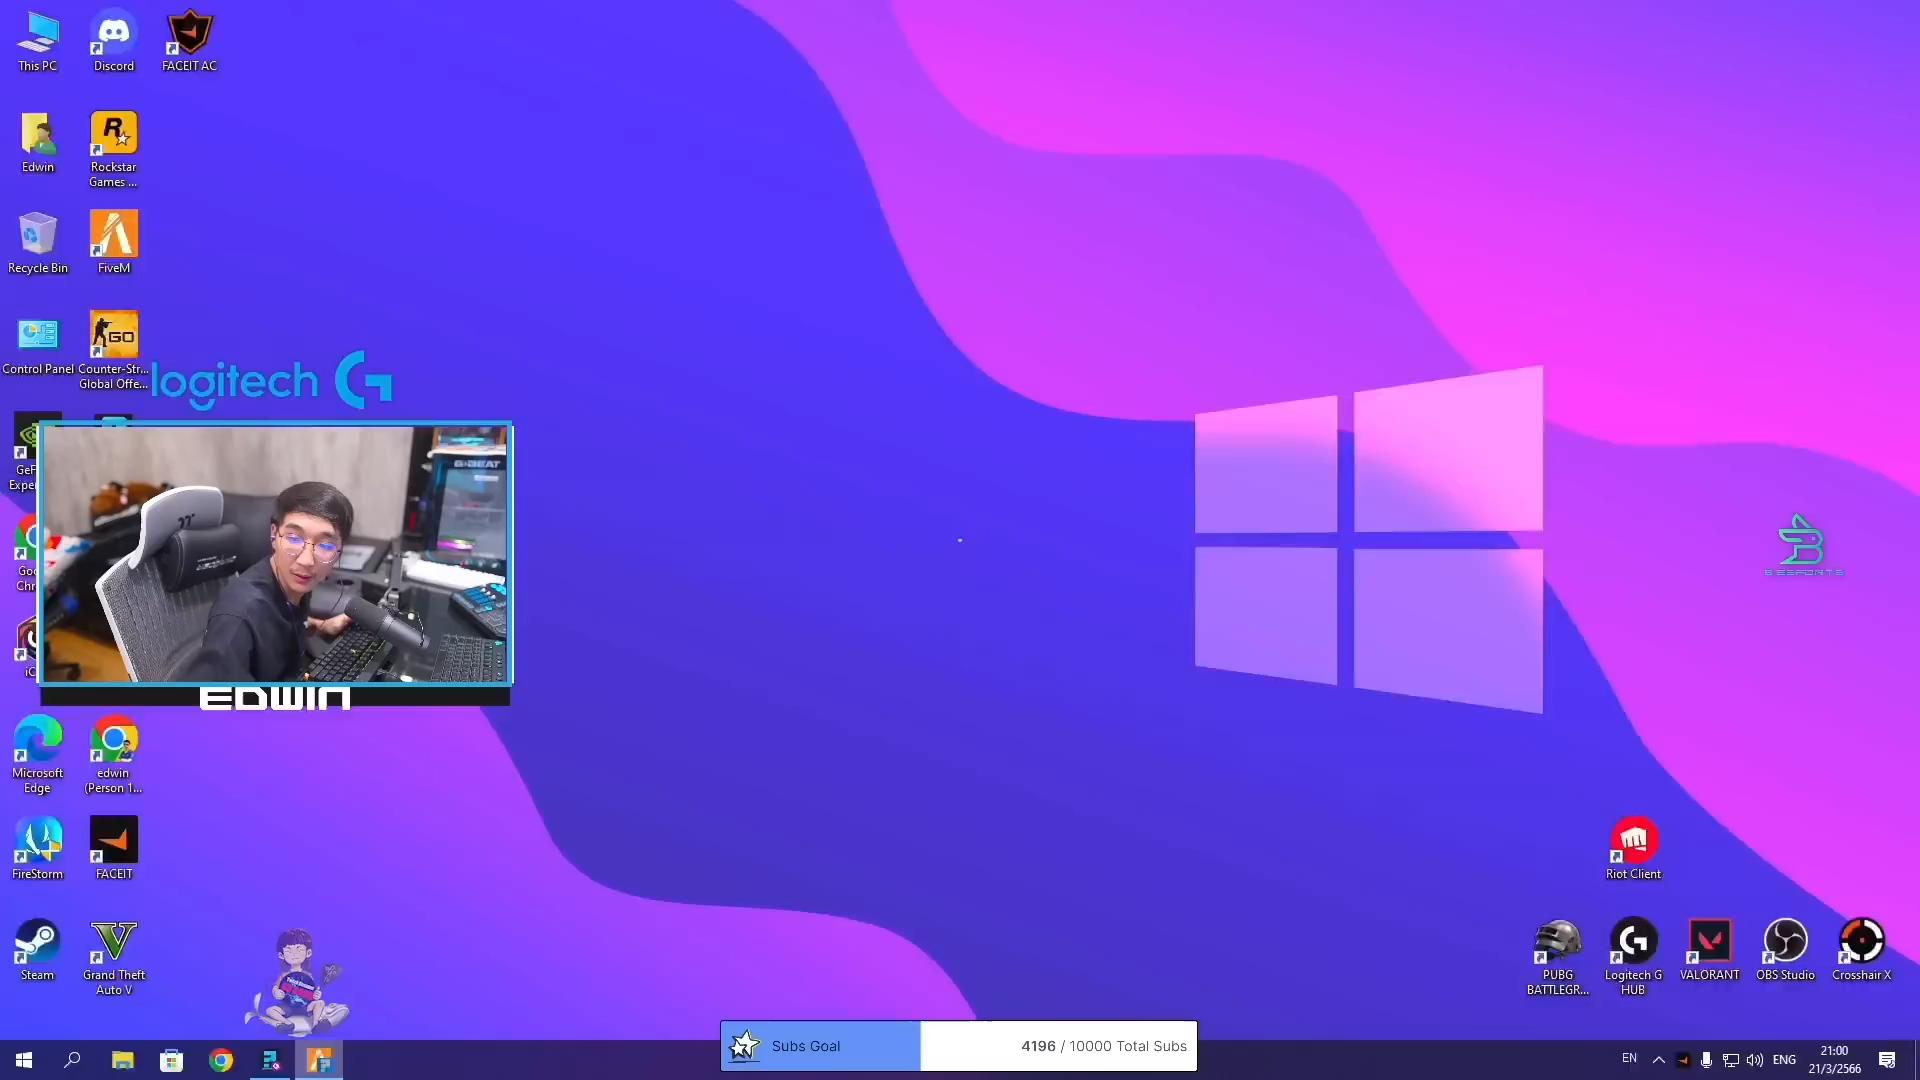 This PC
Discord
FACEIT AC
Edwin
Rockstar
Games ...
Recycle Bin
FiveM
Control Panel
Counter-Str...
Global Offe...
logitech G
G·BEAT
EDWIN
Microsoft
Edge
edwin
(Person 1...
FireStorm
FACEIT
Steam
Grand Theft
Auto V
Riot Client
PUBG
BATTLEGR...
Logitech G
HUB
VALORANT
OBS Studio
Crosshair X
Subs Goal
4196 / 10000 Total Subs
EN
ENG
21:00
21/3/2566